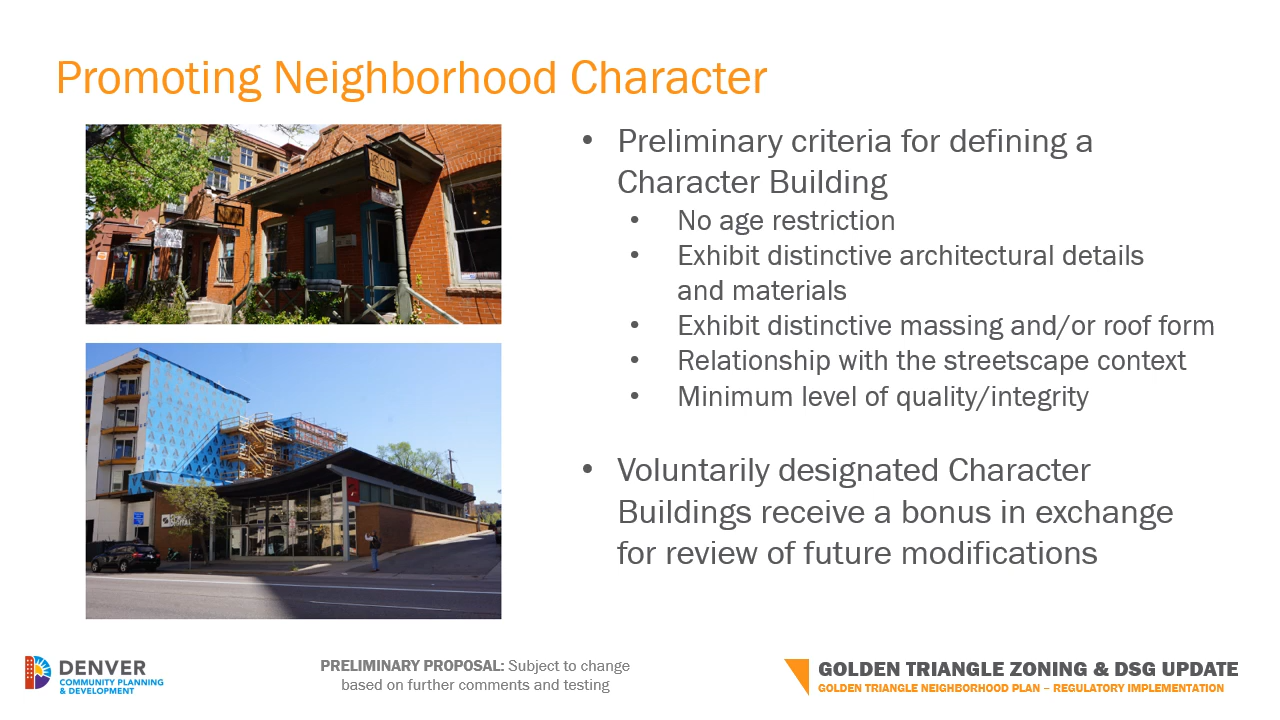 Promoting Neighborhood Character
• Preliminary criteria for defining a
Character Building
• No age restriction
• Exhibit distinctive architectural details
and materials
• Exhibit distinctive massing and/or roof form
• Relationship with the streetscape context
• Minimum level of quality/integrity
• Voluntarily designated Character
Buildings receive a bonus in exchange
for review of future modifications
DENVER
COMMUNITY PLANNING
& DEVELOPMENT
PRELIMINARY PROPOSAL: Subject to change
based on further comments and testing
GOLDEN TRIANGLE ZONING & DSG UPDATE
GOLDEN TRIANGLE NEIGHBORHOOD PLAN – REGULATORY IMPLEMENTATION